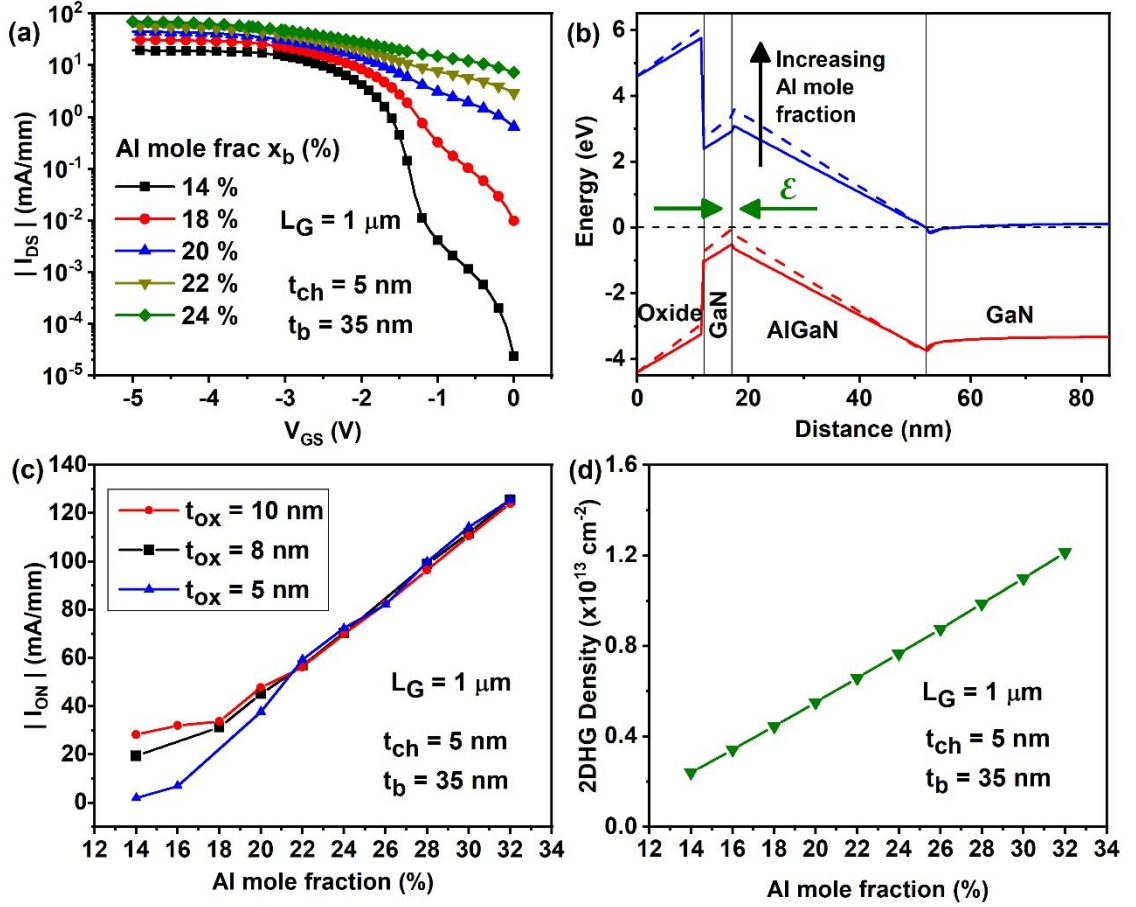 (a)
| I_DS | (mA/mm)
10²
10¹
10⁰
10⁻¹
10⁻²
10⁻³
10⁻⁴
10⁻⁵
Al mole frac x_b (%)
14 %
18 %
20 %
22 %
24 %
L_G = 1 μm
t_ch = 5 nm
t_b = 35 nm
-5 -4 -3 -2 -1 0
V_GS (V)
(b)
Energy (eV)
6
4
2
0
-2
-4
Increasing
Al mole
fraction
ℰ
Oxide
GaN
AlGaN
GaN
0 20 40 60 80
Distance (nm)
(c)
| I_ON | (mA/mm)
140
120
100
80
60
40
20
0
t_ox = 10 nm
t_ox = 8 nm
t_ox = 5 nm
L_G = 1 μm
t_ch = 5 nm
t_b = 35 nm
12 14 16 18 20 22 24 26 28 30 32 34
Al mole fraction (%)
(d)
2DHG Density (x10¹³ cm⁻²)
1.6
1.2
0.8
0.4
0.0
L_G = 1 μm
t_ch = 5 nm
t_b = 35 nm
12 14 16 18 20 22 24 26 28 30 32 34
Al mole fraction (%)